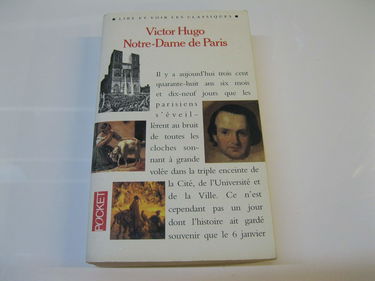 LIRE ET VOIR LES CLASSIQUES
Victor Hugo
Notre-Dame de Paris
Il y a aujourd'hui trois cent
quarante-huit ans six mois
et dix-neuf jours que les
parisiens
s'éveil-
lèrent au bruit
de toutes les
cloches son-
nant à grande
volée dans la triple enceinte de
la Cité, de l'Université et
de la Ville. Ce n'est
cependant pas un jour
dont l'histoire ait gardé
souvenir que le 6 janvier
POCKET